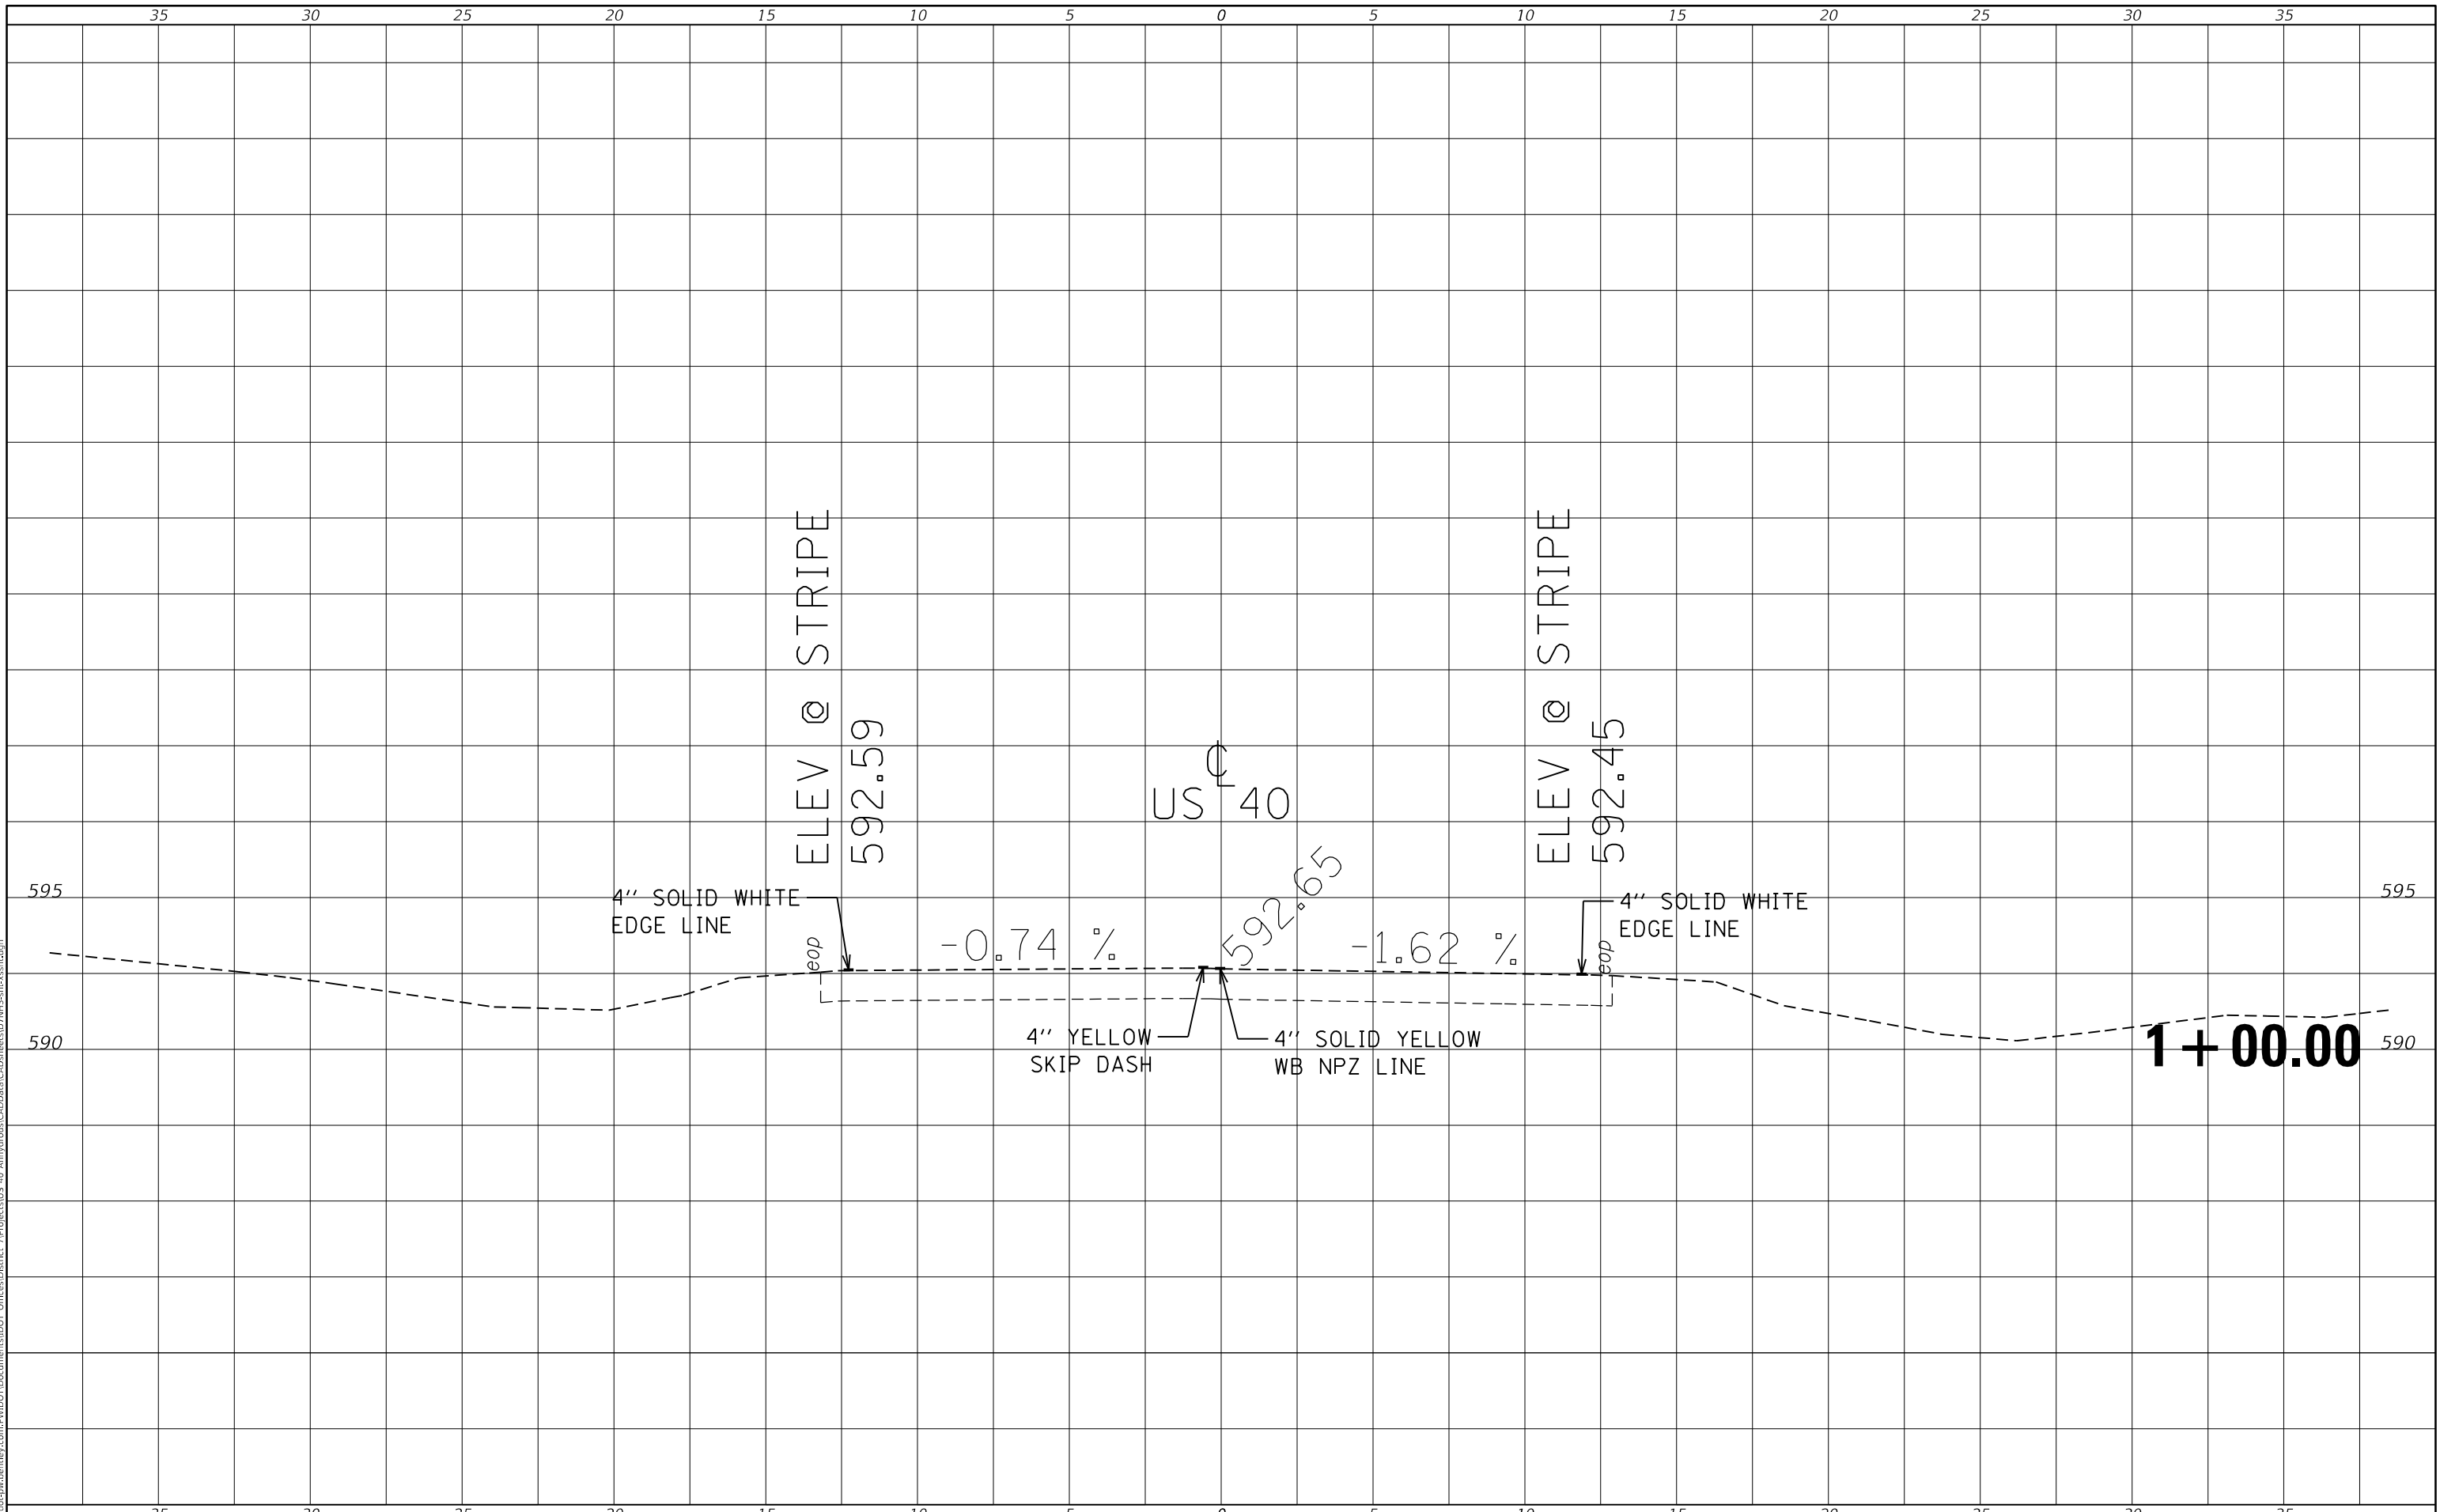 35 30 25 20 15 10 5 0 5 10 15 20 25 30 35
ELEV @ STRIPE
592.59
ELEV @ STRIPE
592.45
℄
US 40
592.65
595
595
4'' SOLID WHITE
EDGE LINE
4'' SOLID WHITE
EDGE LINE
eop
-0.74 %
-1.62 %
eop
4'' YELLOW
SKIP DASH
4'' SOLID YELLOW
WB NPZ LINE
590
590
1+00.00